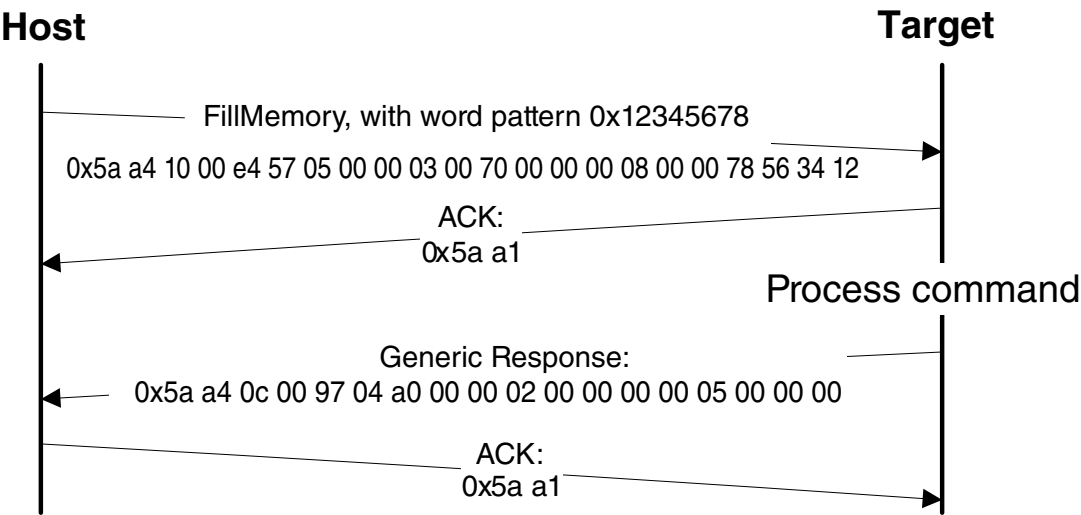 Host
Target
FillMemory, with word pattern 0x12345678
0x5a a4 10 00 e4 57 05 00 00 03 00 70 00 00 00 08 00 00 78 56 34 12
ACK:
0x5a a1
Process command
Generic Response:
0x5a a4 0c 00 97 04 a0 00 00 02 00 00 00 00 05 00 00 00
ACK:
0x5a a1